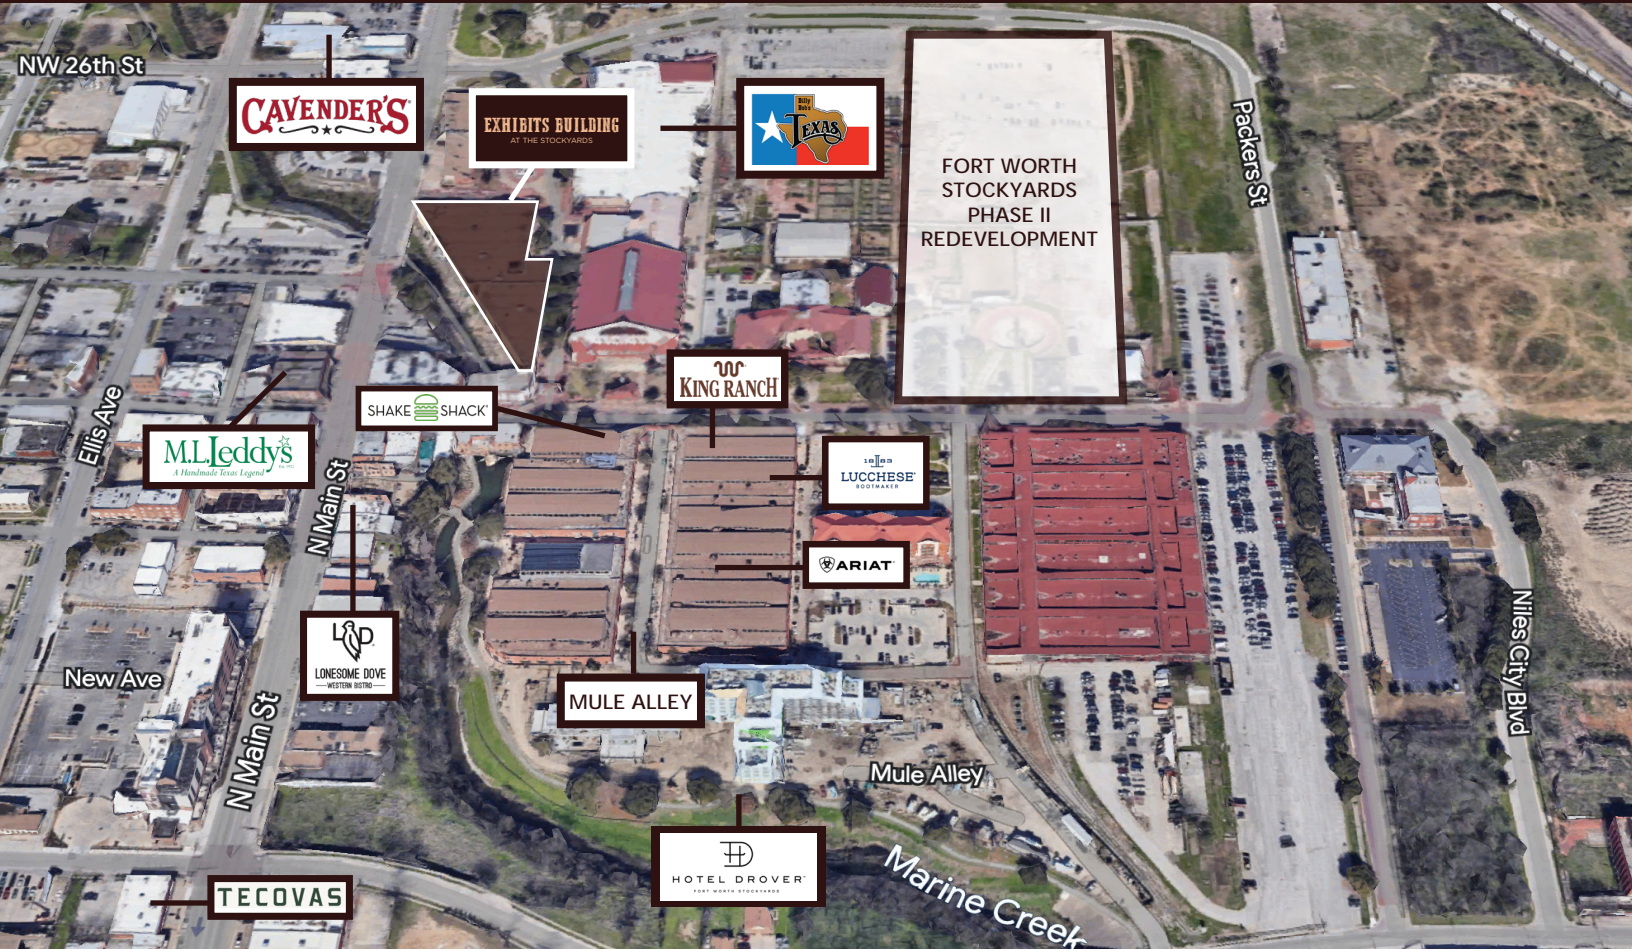 NW 26th St
CAVENDER'S
EXHIBITS BUILDING
AT THE STOCKYARDS
Billy
Bob's
TEXAS
FORT WORTH
STOCKYARDS
PHASE II
REDEVELOPMENT
Packers St
KING RANCH
SHAKE SHACK
Ellis Ave
M.L.Leddy's
A Handmade Texas Legend
N Main St
1883
LUCCHESE
BOOTMAKER
ARIAT
LD
LONESOME DOVE
WESTERN BISTRO
New Ave
MULE ALLEY
Niles City Blvd
N Main St
Mule Alley
HD
HOTEL DROVER
FORT WORTH STOCKYARDS
Marine Creek
TECOVAS